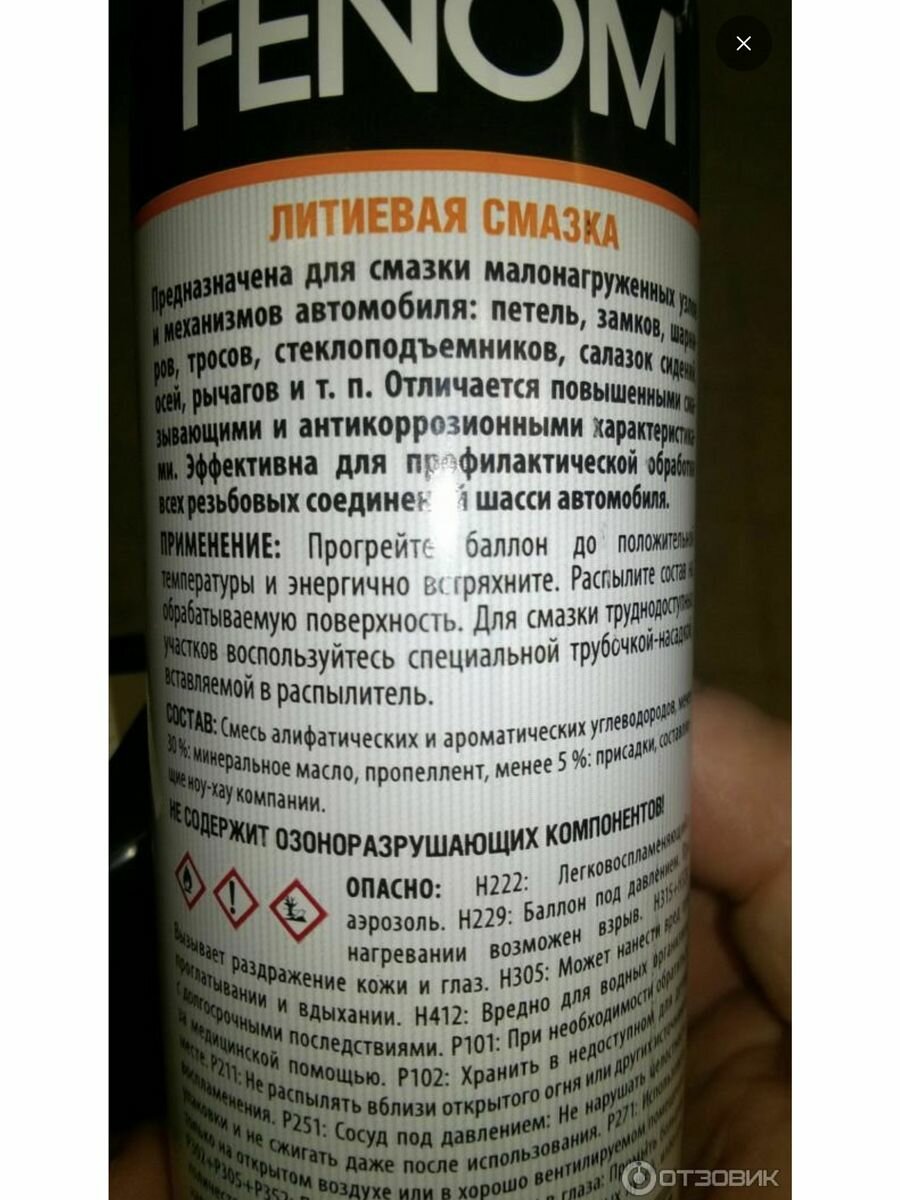 FENOM
ЛИТИЕВАЯ СМАЗКА
Предназначена для смазки малонагруженных
и механизмов автомобиля: петель, замков,
ров, тросов, стеклоподъемников, салазок
осей, рычагов и т. п. Отличается повышенными
зывающими и антикоррозионными характеристика-
ми. Эффективна для профилактической
всех резьбовых соединений шасси автомобиля.
ПРИМЕНЕНИЕ: Прогрейте баллон до
температуры и энергично встряхните. Распылите состав
обрабатываемую поверхность. Для смазки
участков воспользуйтесь специальной трубочкой-насадкой,
вставляемой в распылитель.
СОСТАВ: Смесь алифатических и ароматических углеводородов,
30 %: минеральное масло, пропеллент, менее 5 %: присадки,
щие ноу-хау компании.
НЕ СОДЕРЖИТ ОЗОНОРАЗРУШАЮЩИХ КОМПОНЕНТОВ!
ОПАСНО: H222: Легковоспламеняющийся
аэрозоль. H229: Баллон под давлением.
нагревании возможен взрыв.
Вызывает раздражение кожи и глаз. H305: Может нанести вред
проглатывании и вдыхании. H412: Вредно для водных
с долгосрочными последствиями. P101: При необходимости
за медицинской помощью. P102: Хранить в недоступном для
месте. P211: Не распылять вблизи открытого огня или других
воспламенения. P251: Сосуд под давлением: Не нарушать
упаковки и не сжигать даже после использования. P271:
только на открытом воздухе или в хорошо вентилируемом
в глаза:
ОТЗОВИК